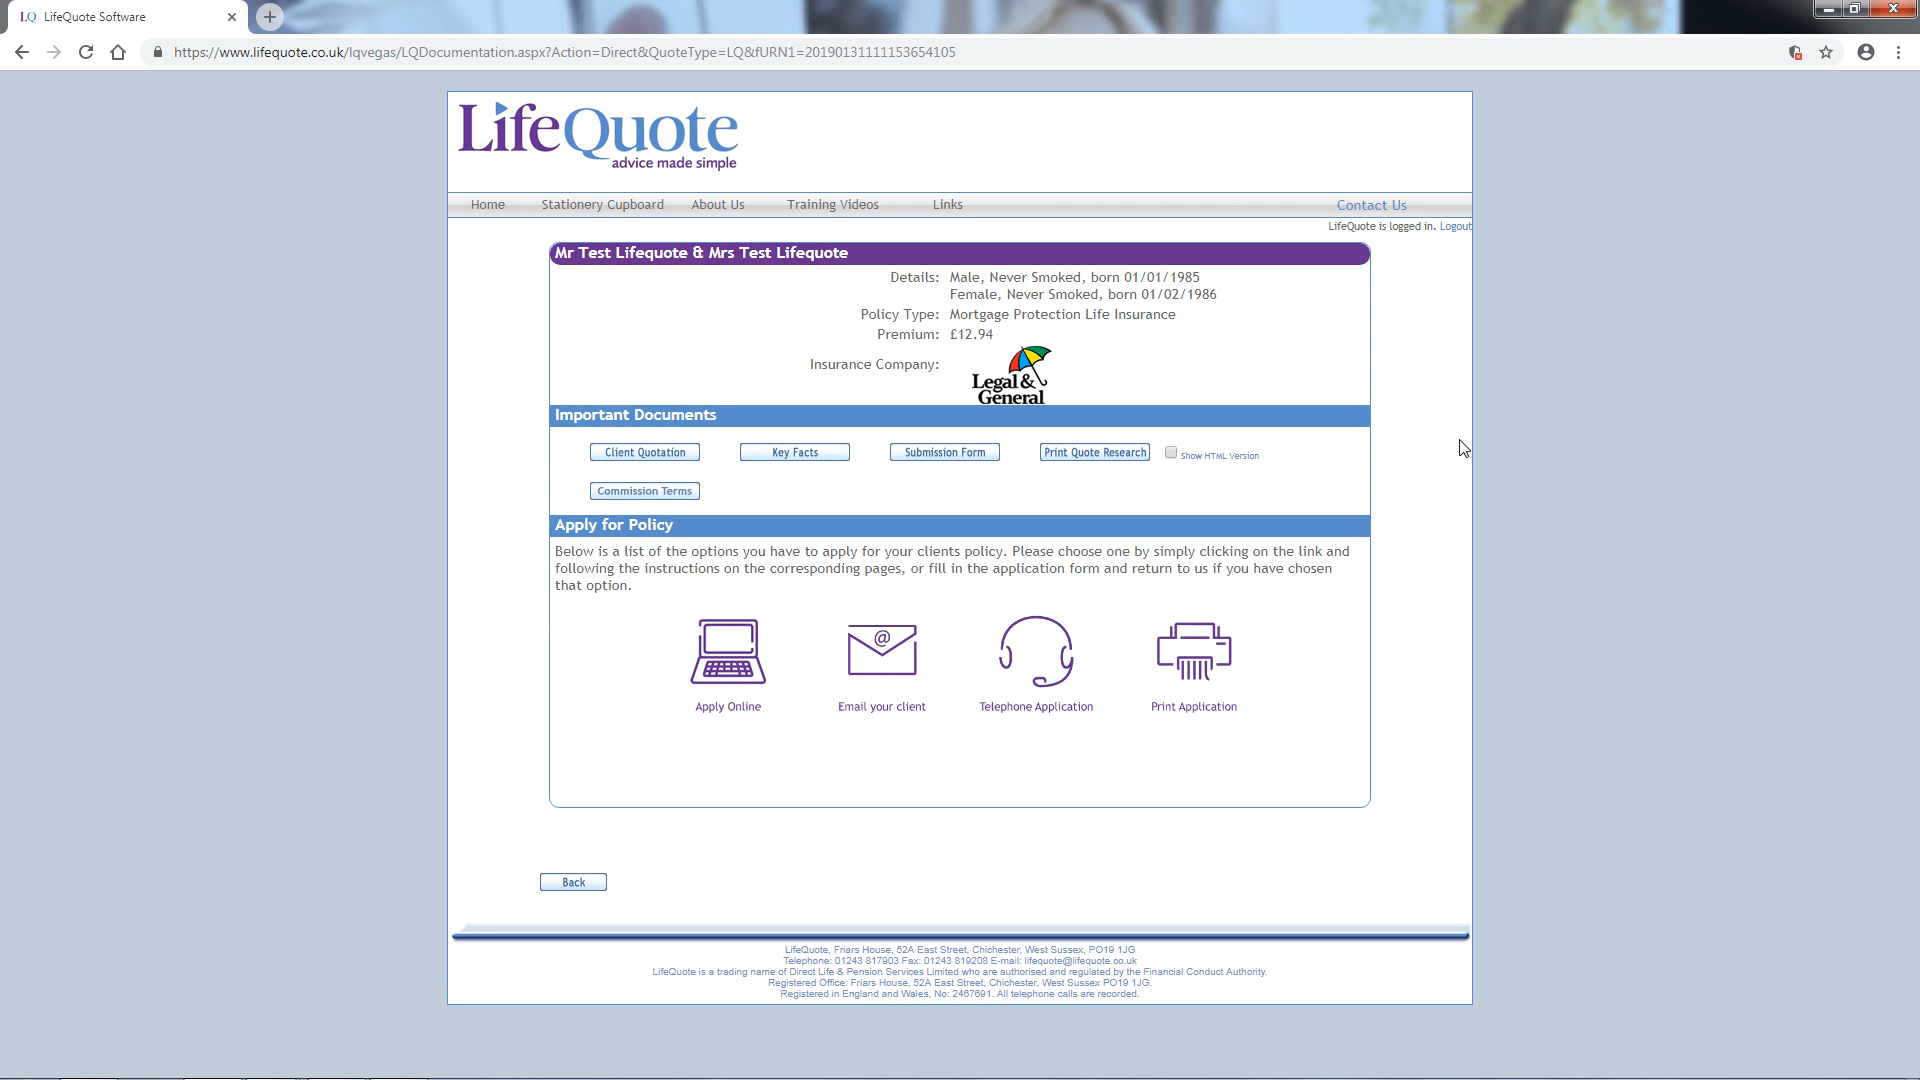 LQ LifeQuote Software
https://www.lifequote.co.uk/lqvegas/LQDocumentation.aspx?Action=Direct&QuoteType=LQ&fURN1=20190131111153654105
LifeQuote
advice made simple
Home Stationery Cupboard About Us Training Videos Links Contact Us
LifeQuote is logged in. Logout
Mr Test Lifequote & Mrs Test Lifequote
Details: Male, Never Smoked, born 01/01/1985
Female, Never Smoked, born 01/02/1986
Policy Type: Mortgage Protection Life Insurance
Premium: £12.94
Insurance Company: Legal & General
Important Documents
Client Quotation Key Facts Submission Form Print Quote Research Show HTML Version
Commission Terms
Apply for Policy
Below is a list of the options you have to apply for your clients policy. Please choose one by simply clicking on the link and
following the instructions on the corresponding pages, or fill in the application form and return to us if you have chosen
that option.
@
Apply Online Email your client Telephone Application Print Application
Back
LifeQuote, Friars House, 52A East Street, Chichester, West Sussex, PO19 1JG
Telephone: 01243 817903 Fax: 01243 819208 E-mail: lifequote@lifequote.co.uk
LifeQuote is a trading name of Direct Life & Pension Services Limited who are authorised and regulated by the Financial Conduct Authority.
Registered Office: Friars House, 52A East Street, Chichester, West Sussex PO19 1JG.
Registered in England and Wales, No: 2467691. All telephone calls are recorded.